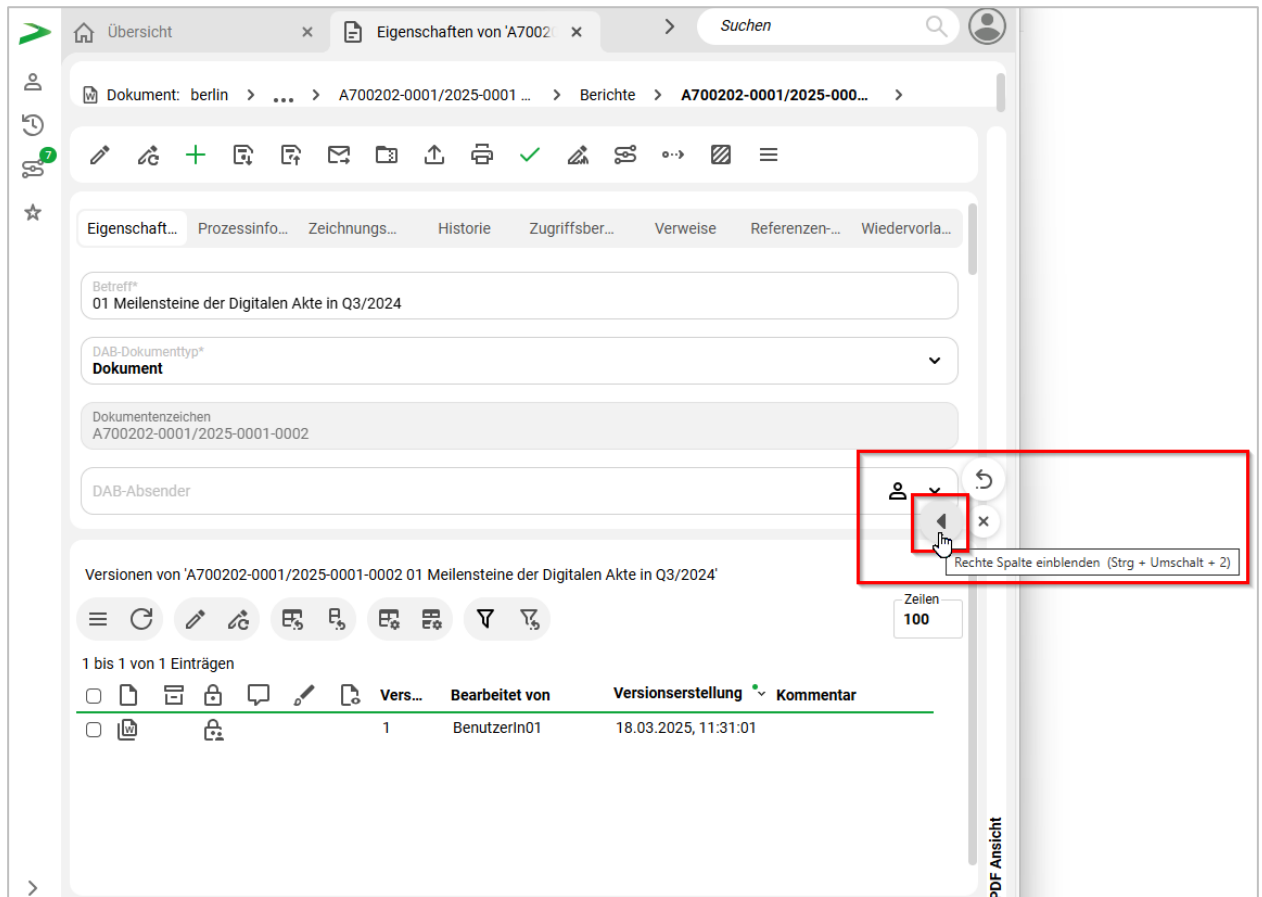 Übersicht
Eigenschaften von 'A7002
Suchen
Dokument: berlin > ... > A700202-0001/2025-0001 ... > Berichte > A700202-0001/2025-000... >
7
Eigenschaft... Prozessinfo... Zeichnungs... Historie Zugriffsber... Verweise Referenzen-... Wiedervorla...
Betreff*
01 Meilensteine der Digitalen Akte in Q3/2024
DAB-Dokumenttyp*
Dokument
Dokumentenzeichen
A700202-0001/2025-0001-0002
DAB-Absender
Rechte Spalte einblenden (Strg + Umschalt + 2)
Versionen von 'A700202-0001/2025-0001-0002 01 Meilensteine der Digitalen Akte in Q3/2024'
Zeilen
100
1 bis 1 von 1 Einträgen
Vers... Bearbeitet von Versionserstellung Kommentar
1 BenutzerIn01 18.03.2025, 11:31:01
PDF Ansicht